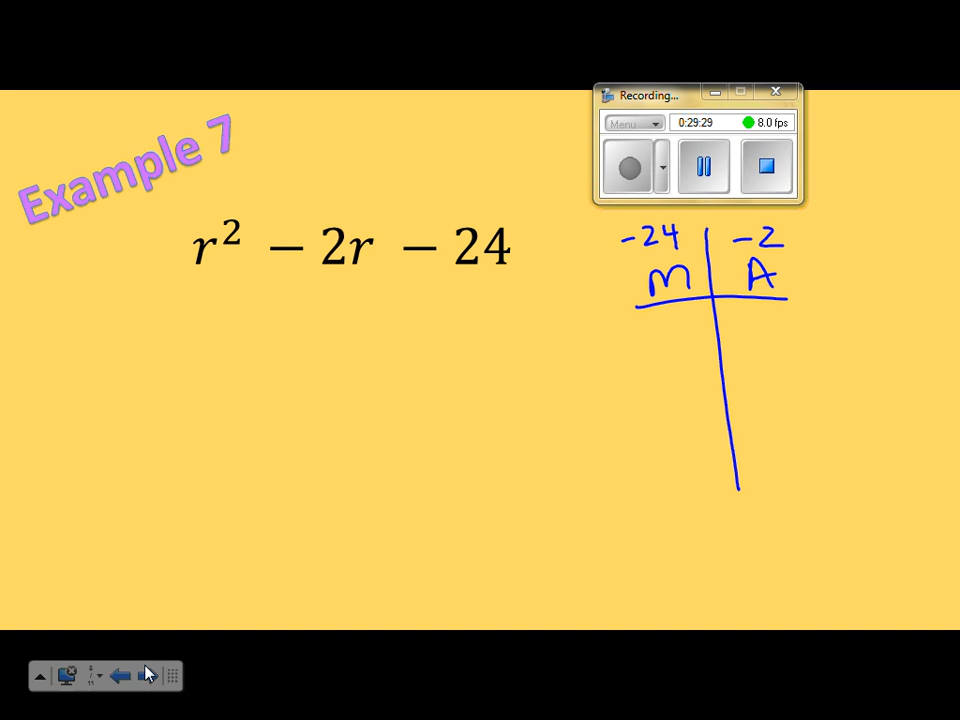 Recording...
Menu 0:29:29 8.0 fps
Example 7
r² − 2r − 24
-24 | -2
M | A